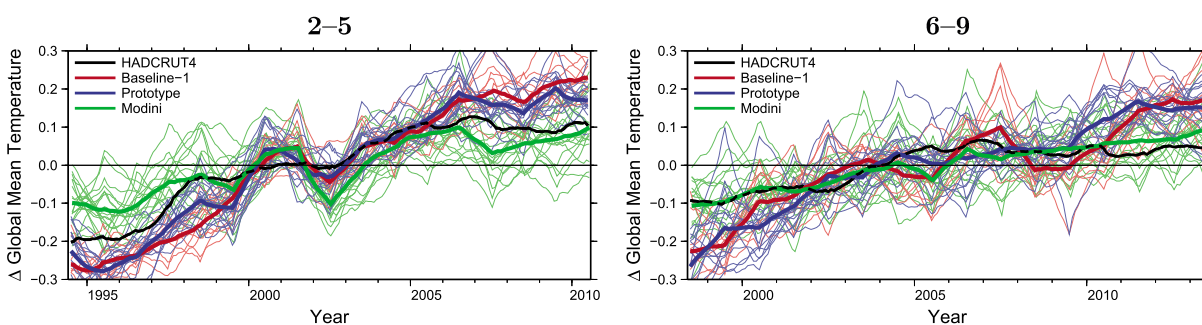 2–5
0.3
0.2
0.1
0.0
−0.1
−0.2
−0.3
Δ Global Mean Temperature
HADCRUT4
Baseline−1
Prototype
Modini
1995
2000
2005
2010
Year
6–9
0.3
0.2
0.1
0.0
−0.1
−0.2
−0.3
Δ Global Mean Temperature
HADCRUT4
Baseline−1
Prototype
Modini
2000
2005
2010
Year